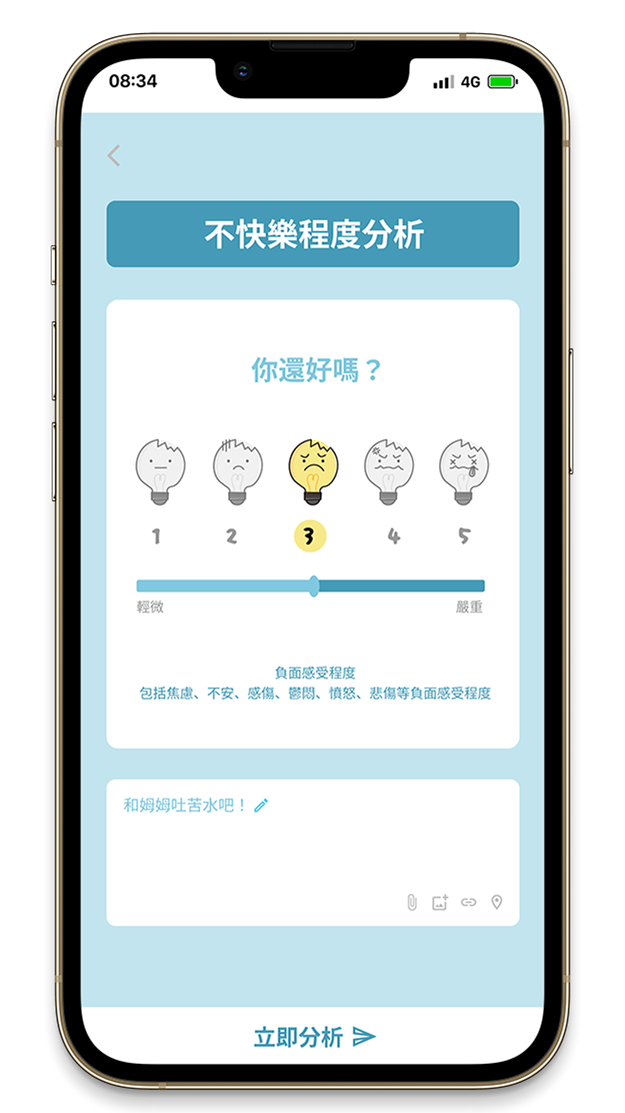 08:34
4G
不快樂程度分析
你還好嗎？
1 2 3 4 5
輕微 嚴重
負面感受程度
包括焦慮、不安、感傷、鬱悶、憤怒、悲傷等負面感受程度
和姆姆吐苦水吧！
立即分析